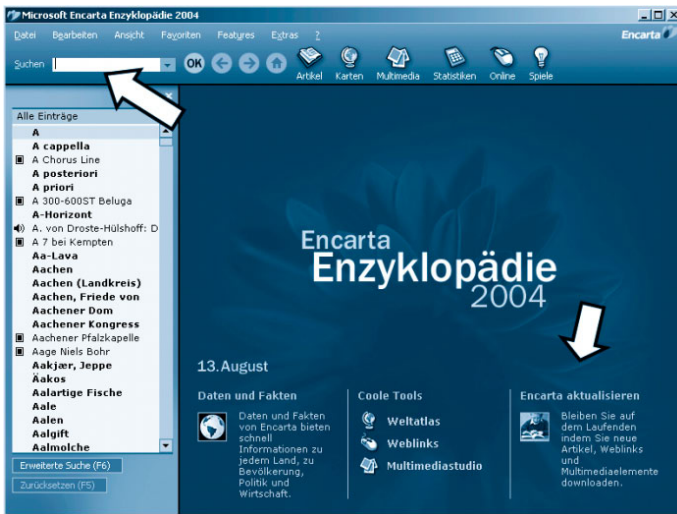 Microsoft Encarta Enzyklopädie 2004
Datei Bearbeiten Ansicht Favoriten Features Extras ?
Encarta
Suchen
OK
Artikel Karten Multimedia Statistiken Online Spiele
Alle Einträge
A
A cappella
A Chorus Line
A posteriori
A priori
A 300-600ST Beluga
A-Horizont
A. von Droste-Hülshoff: D
A 7 bei Kempten
Aa-Lava
Aachen
Aachen (Landkreis)
Aachen, Friede von
Aachener Dom
Aachener Kongress
Aachener Pfalzkapelle
Aage Niels Bohr
Aakjær, Jeppe
Äakos
Aalartige Fische
Aale
Aalen
Aalgift
Aalmolche
Erweiterte Suche (F6)
Zurücksetzen (F5)
Encarta
Enzyklopädie
2004
13. August
Daten und Fakten
Daten und Fakten
von Encarta bieten
schnell
Informationen zu
jedem Land, zu
Bevölkerung,
Politik und
Wirtschaft.
Coole Tools
Weltatlas
Weblinks
Multimediastudio
Encarta aktualisieren
Bleiben Sie auf
dem Laufenden
indem Sie neue
Artikel, Weblinks
und
Multimediaelemente
downloaden.